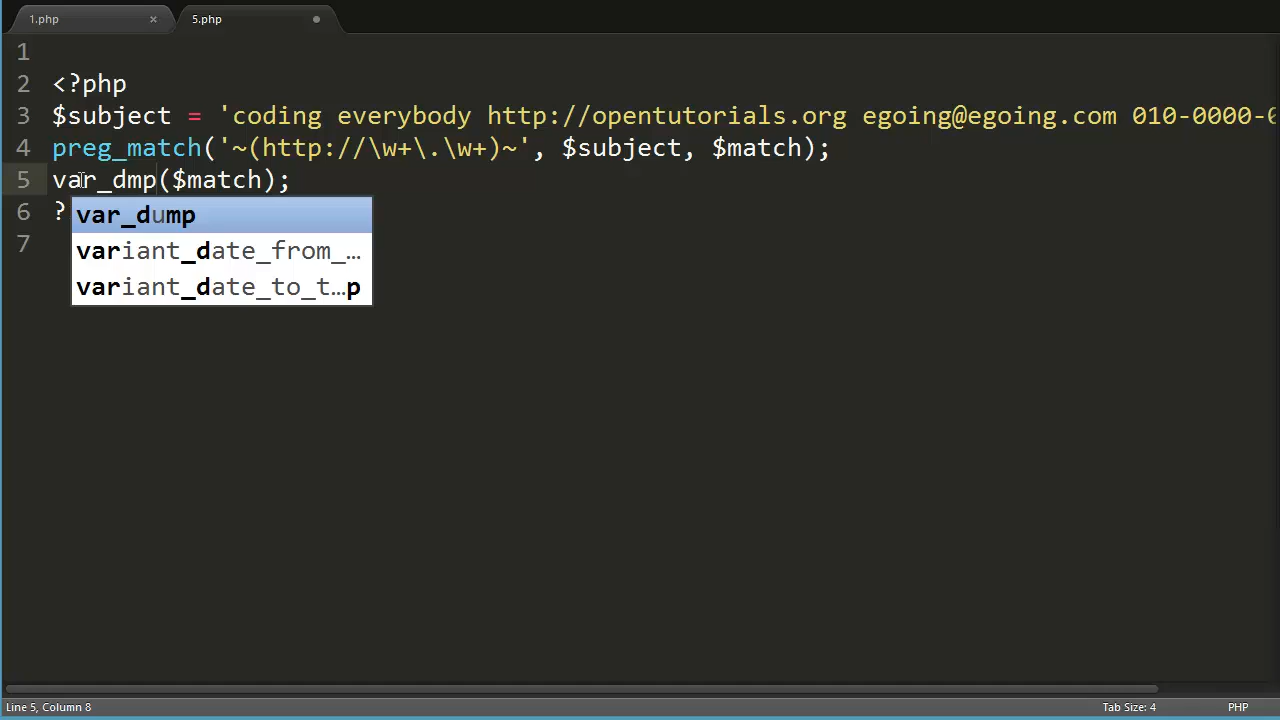 1.php × 5.php
1
2 <?php
3 $subject = 'coding everybody http://opentutorials.org egoing@egoing.com 010-0000-
4 preg_match('~(http://\w+\.\w+)~', $subject, $match);
5 var_dmp($match);
6 ?
var_dump
variant_date_from_…
7
variant_date_to_t…p
Line 5, Column 8 Tab Size: 4 PHP